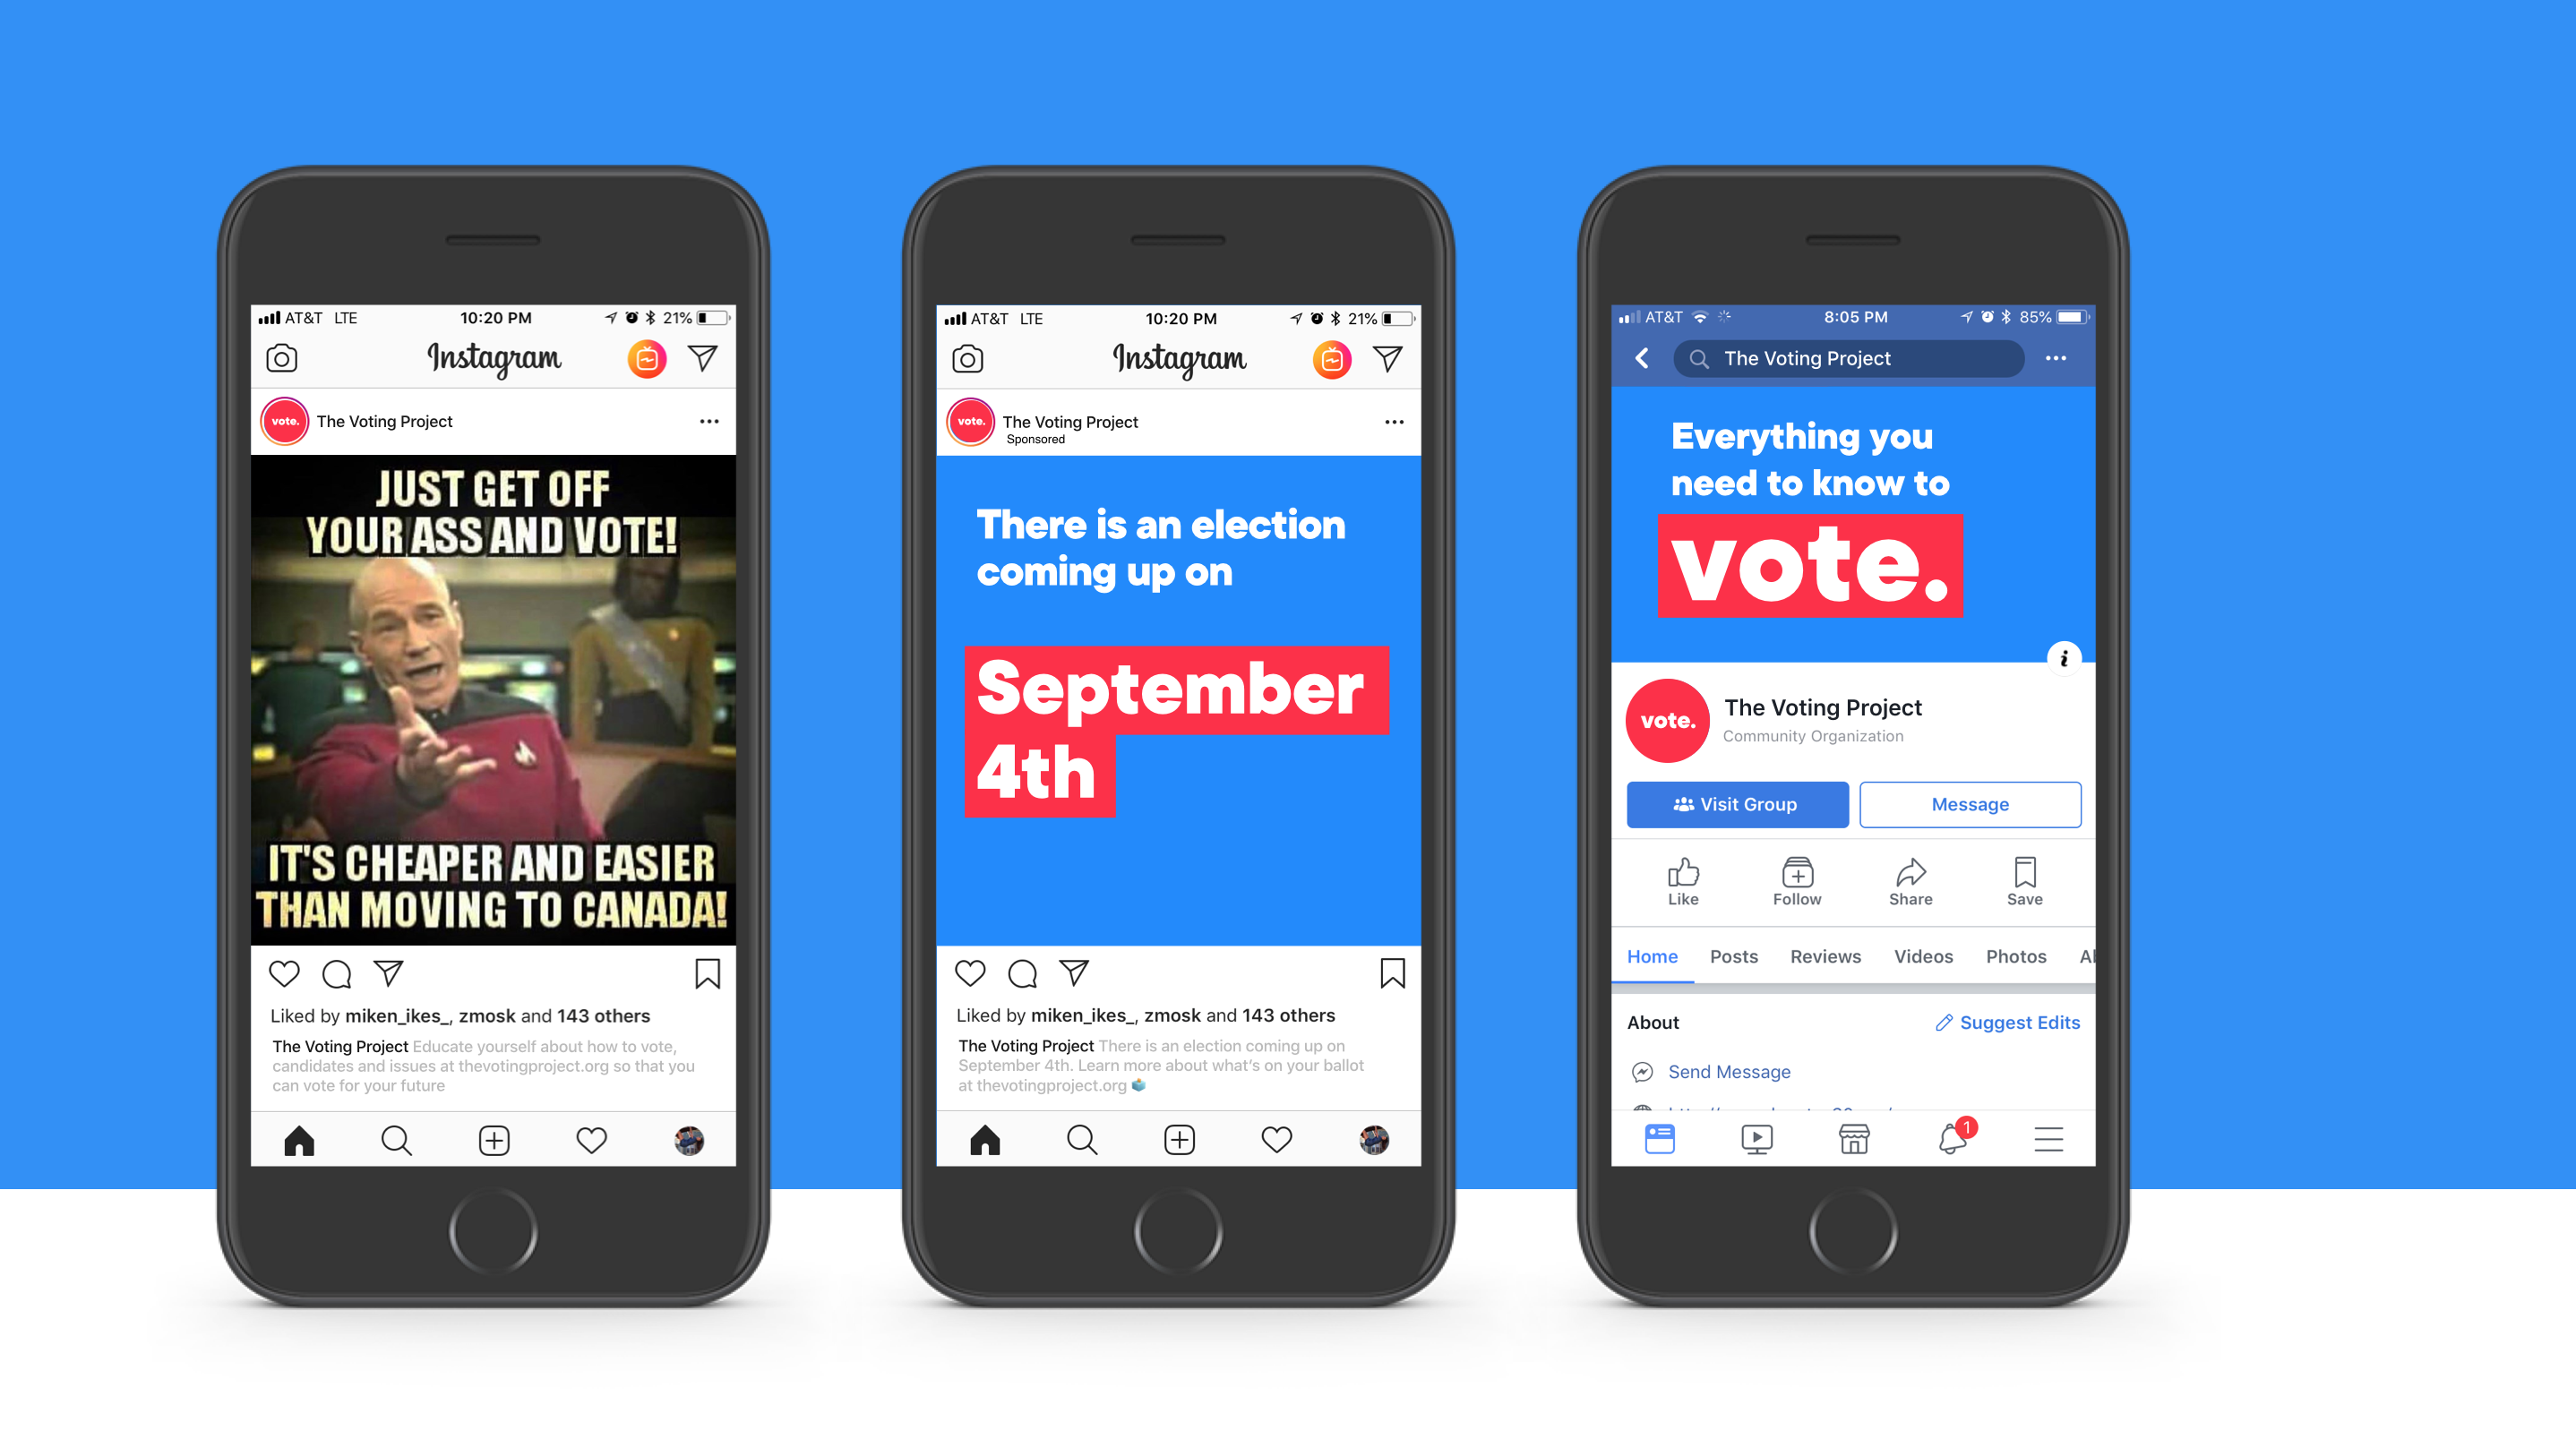 AT&T LTE 10:20 PM 21%
Instagram
vote. The Voting Project
JUST GET OFF
YOUR ASS AND VOTE!
IT'S CHEAPER AND EASIER
THAN MOVING TO CANADA!
Liked by miken_ikes_, zmosk and 143 others
The Voting Project Educate yourself about how to vote,
candidates and issues at thevotingproject.org so that you
can vote for your future
AT&T LTE 10:20 PM 21%
Instagram
vote. The Voting Project
Sponsored
There is an election
coming up on
September
4th
Liked by miken_ikes_, zmosk and 143 others
The Voting Project There is an election coming up on
September 4th. Learn more about what's on your ballot
at thevotingproject.org
AT&T 8:05 PM 85%
The Voting Project
Everything you
need to know to
vote.
vote. The Voting Project
Community Organization
Visit Group Message
Like Follow Share Save
Home Posts Reviews Videos Photos
About Suggest Edits
Send Message
1